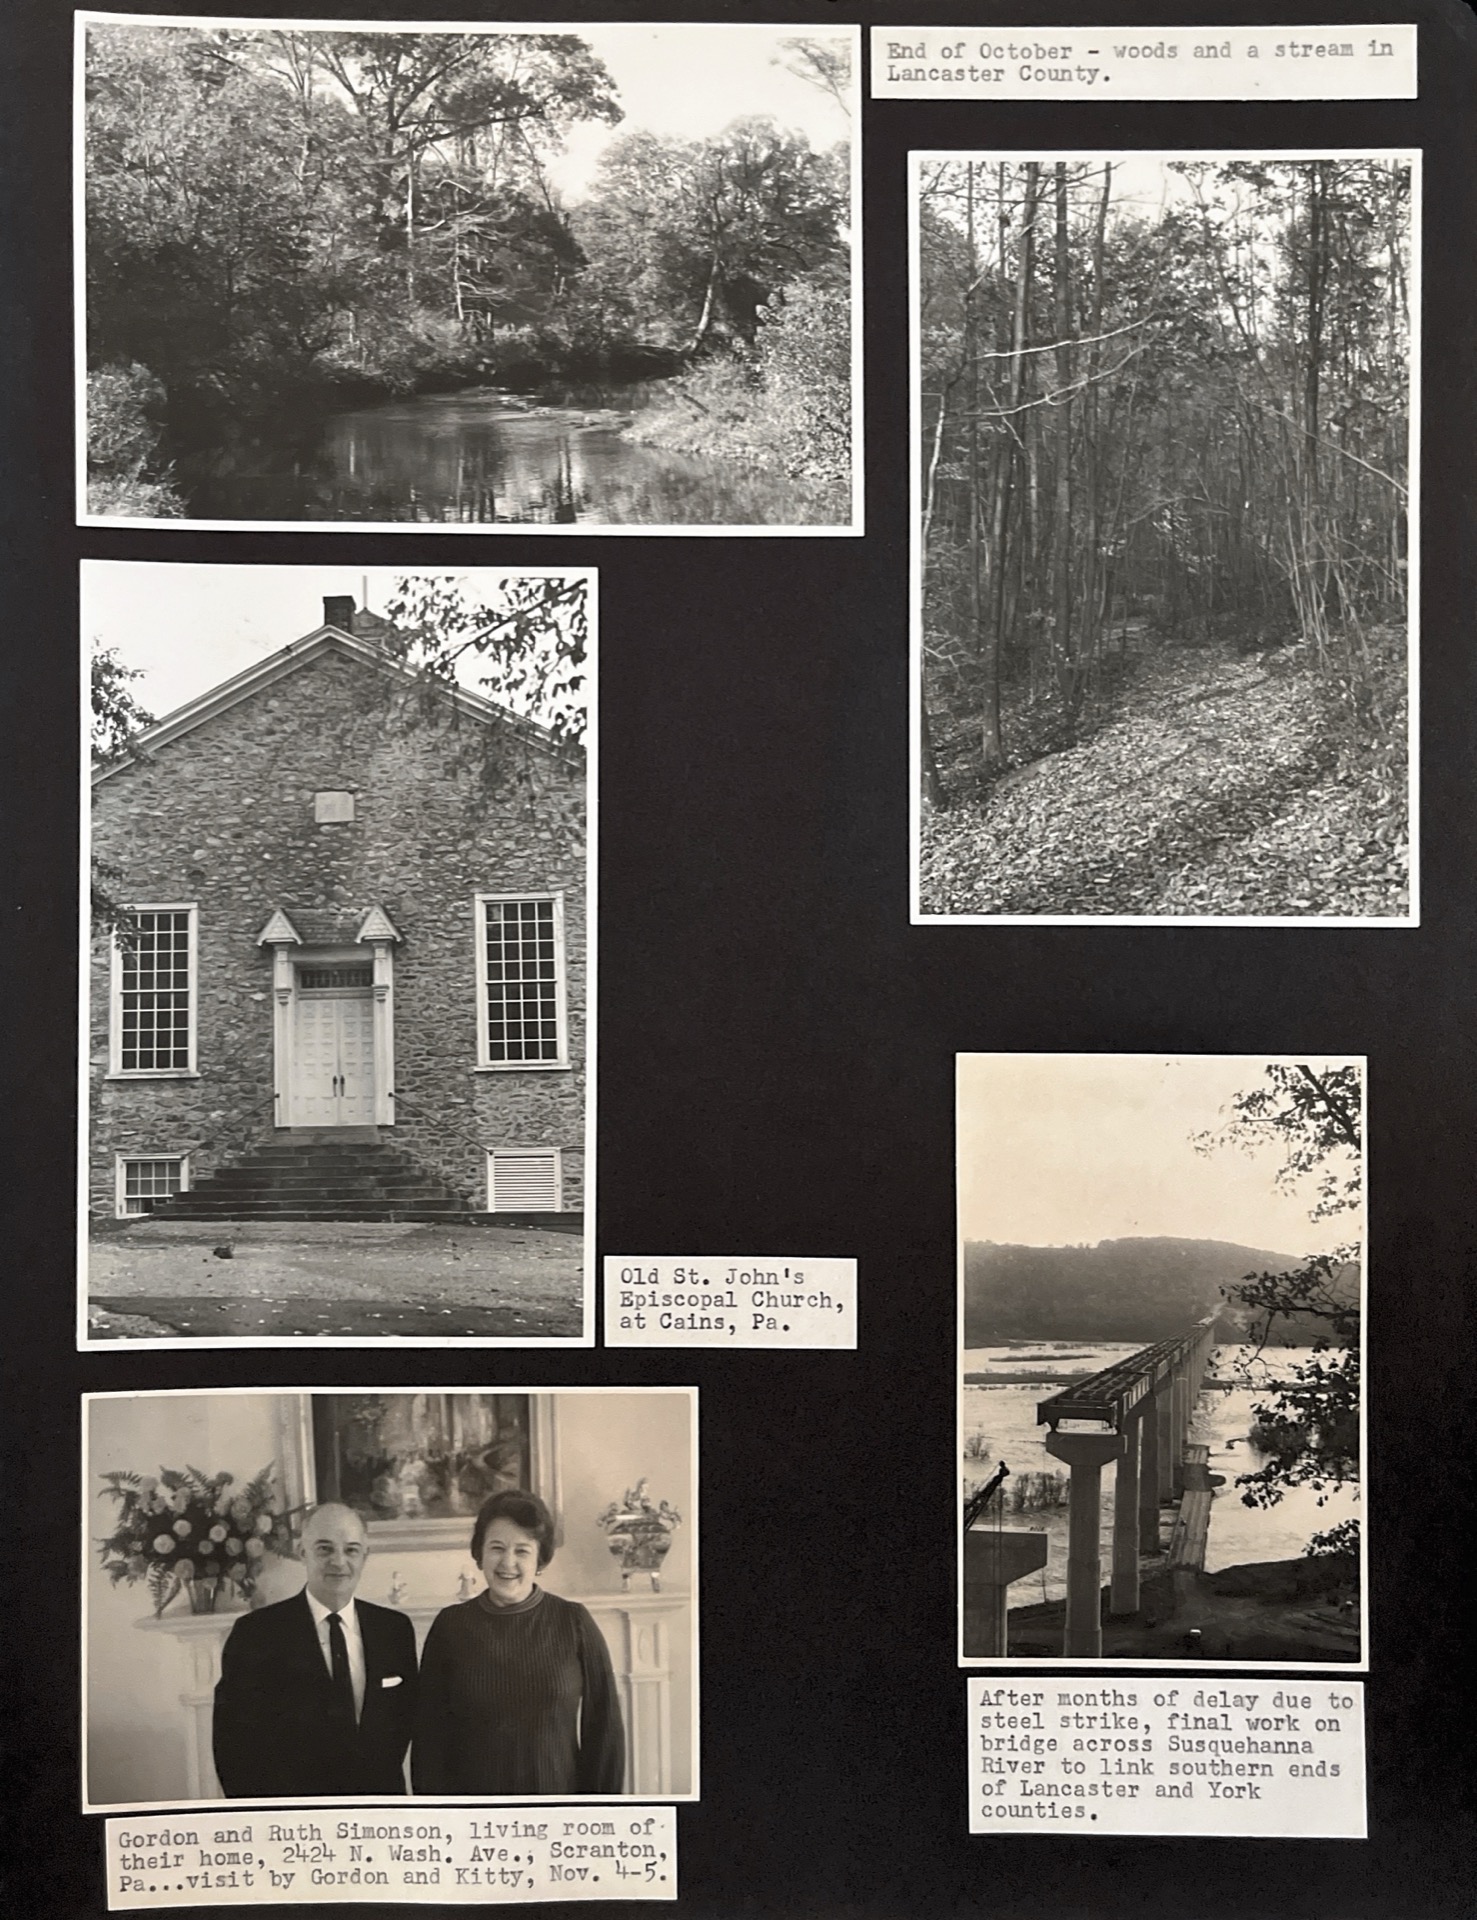 End of October - woods and a stream in
Lancaster County.
Old St. John's
Episcopal Church,
at Cains, Pa.
After months of delay due to
steel strike, final work on
bridge across Susquehanna
River to link southern ends
of Lancaster and York
counties.
Gordon and Ruth Simonson, living room of
their home, 2424 N. Wash. Ave., Scranton,
Pa...visit by Gordon and Kitty, Nov. 4-5.